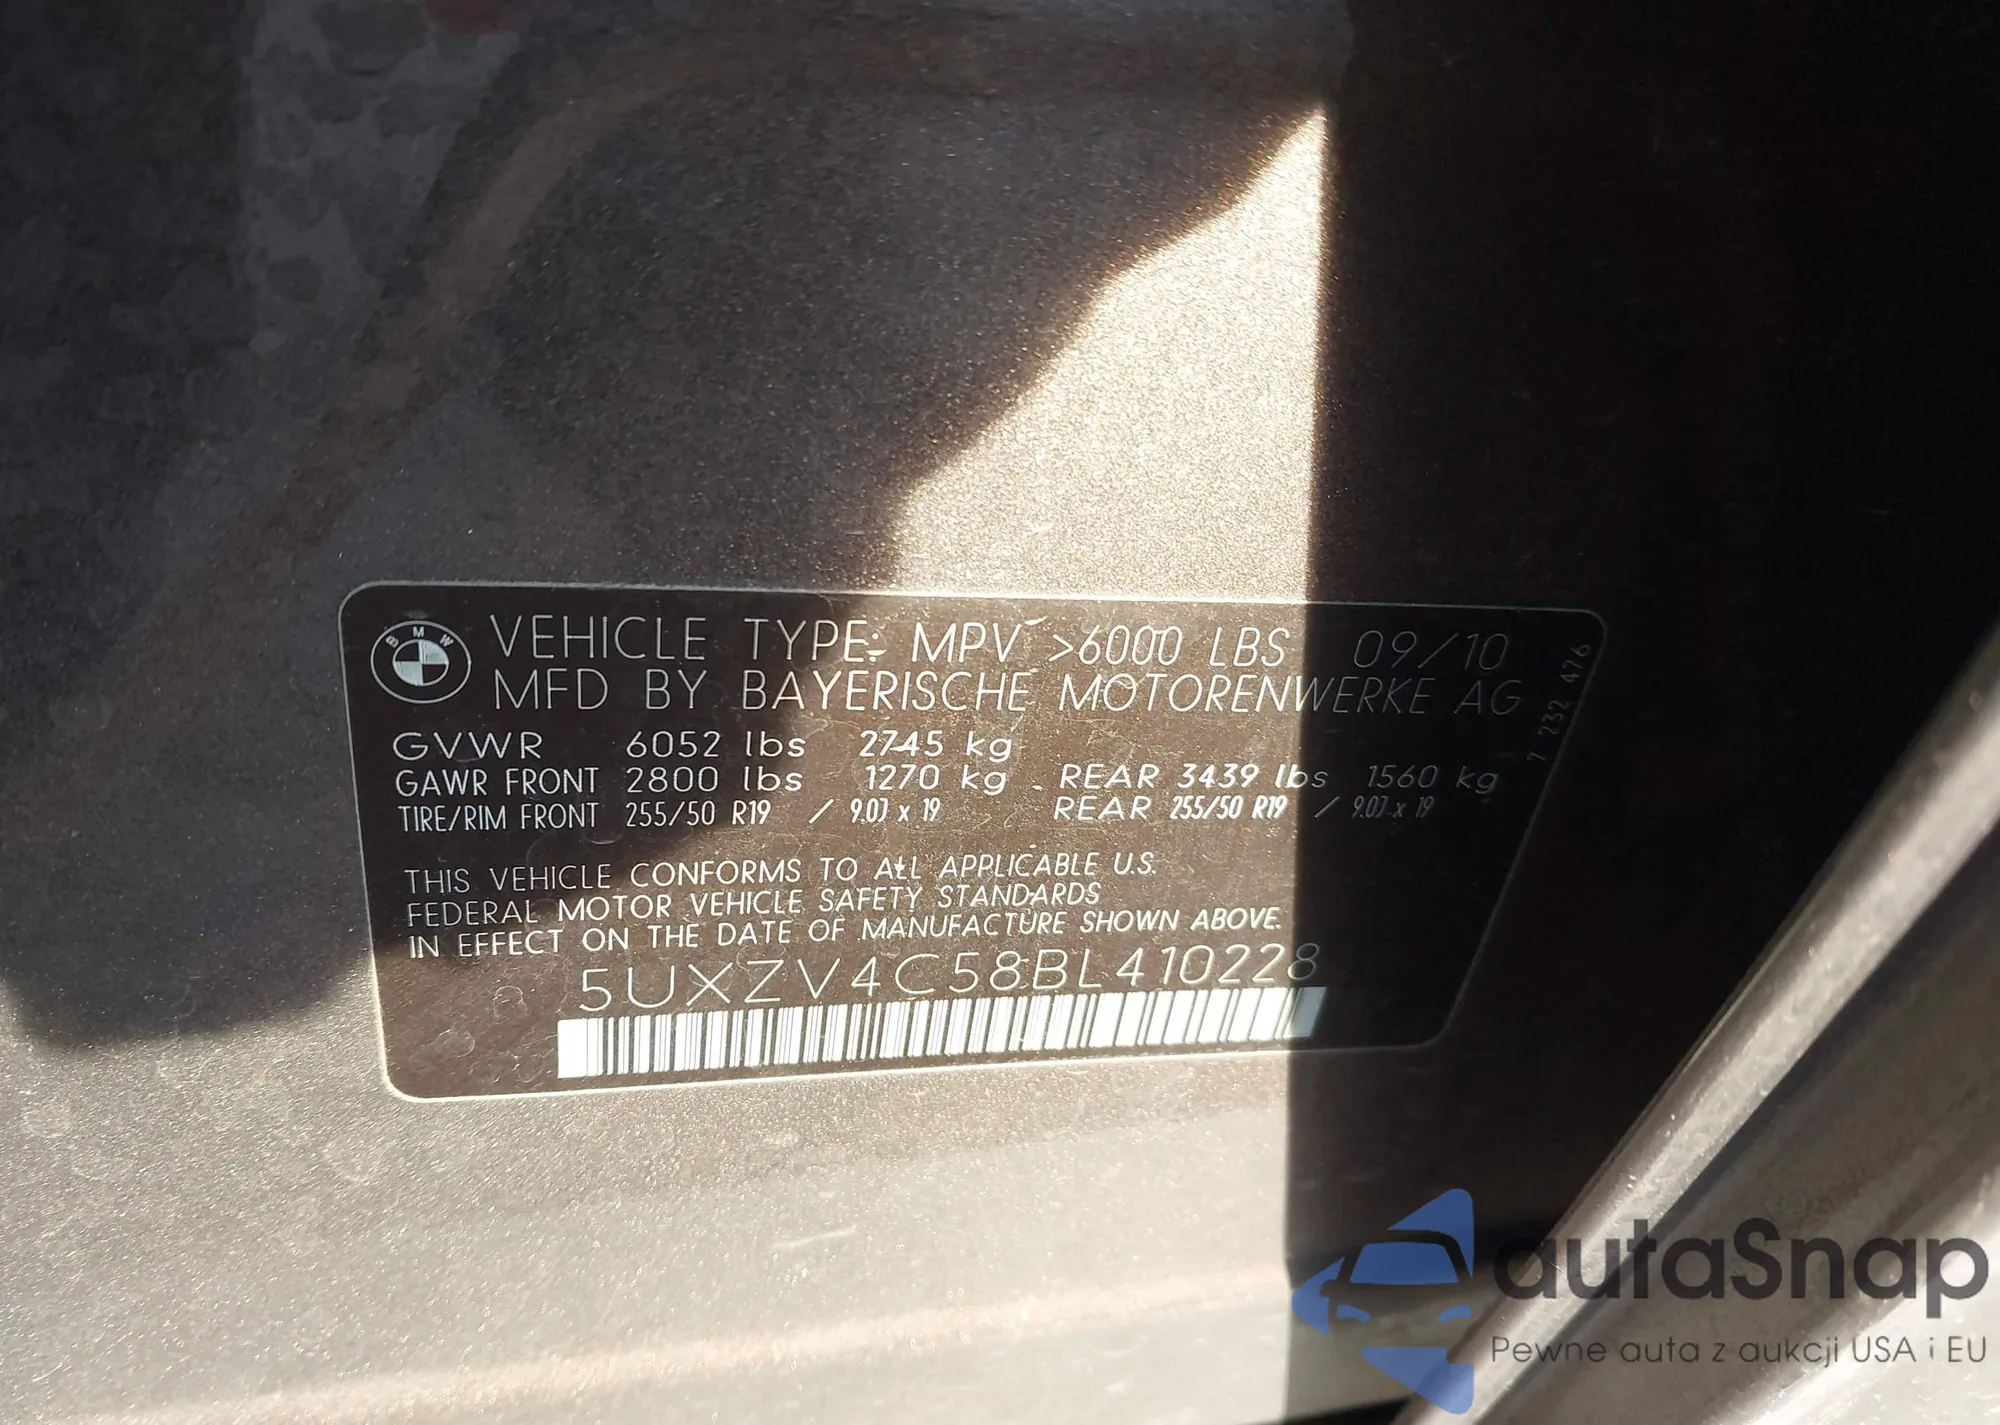 BMW
VEHICLE TYPE: MPV >6000 LBS 09/10
MFD BY BAYERISCHE MOTORENWERKE AG
GVWR 6052 lbs 2745 kg
GAWR FRONT 2800 lbs 1270 kg REAR 3439 lbs 1560 kg
TIRE/RIM FRONT 255/50 R19 / 9.0J x 19 REAR 255/50 R19 / 9.0J x 19
7 232 476
THIS VEHICLE CONFORMS TO ALL APPLICABLE U.S.
FEDERAL MOTOR VEHICLE SAFETY STANDARDS
IN EFFECT ON THE DATE OF MANUFACTURE SHOWN ABOVE.
5UXZV4C58BL410228
autaSnap
Pewne auta z aukcji USA i EU